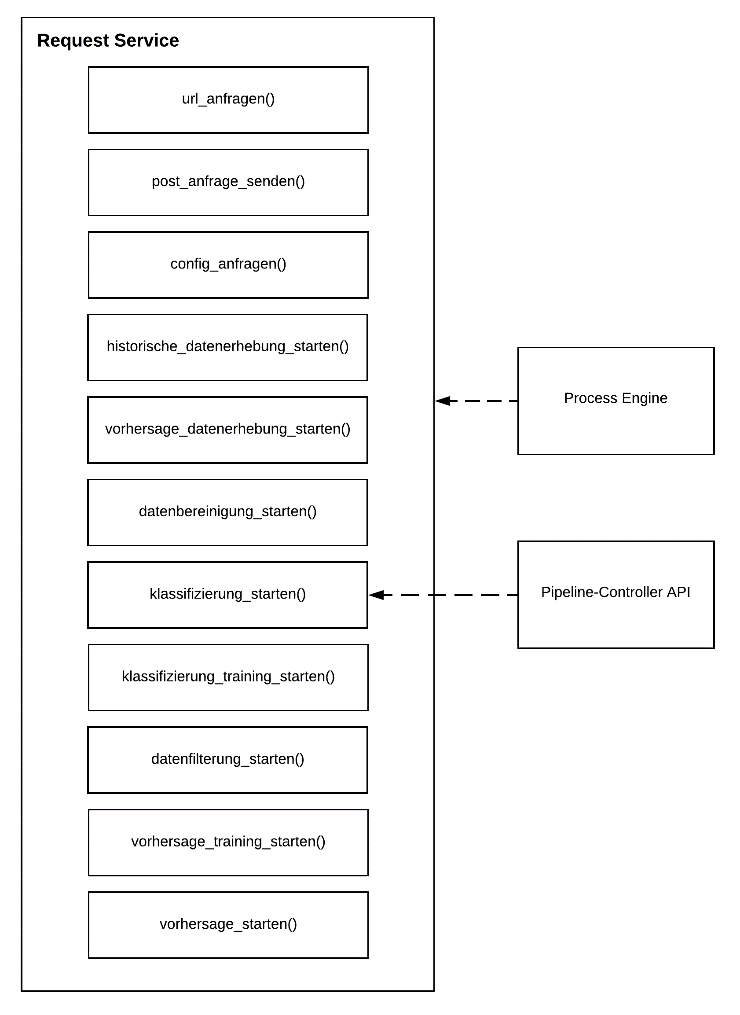 Request Service
url_anfragen()
post_anfrage_senden()
config_anfragen()
historische_datenerhebung_starten()
vorhersage_datenerhebung_starten()
datenbereinigung_starten()
klassifizierung_starten()
klassifizierung_training_starten()
datenfilterung_starten()
vorhersage_training_starten()
vorhersage_starten()
Process Engine
Pipeline-Controller API